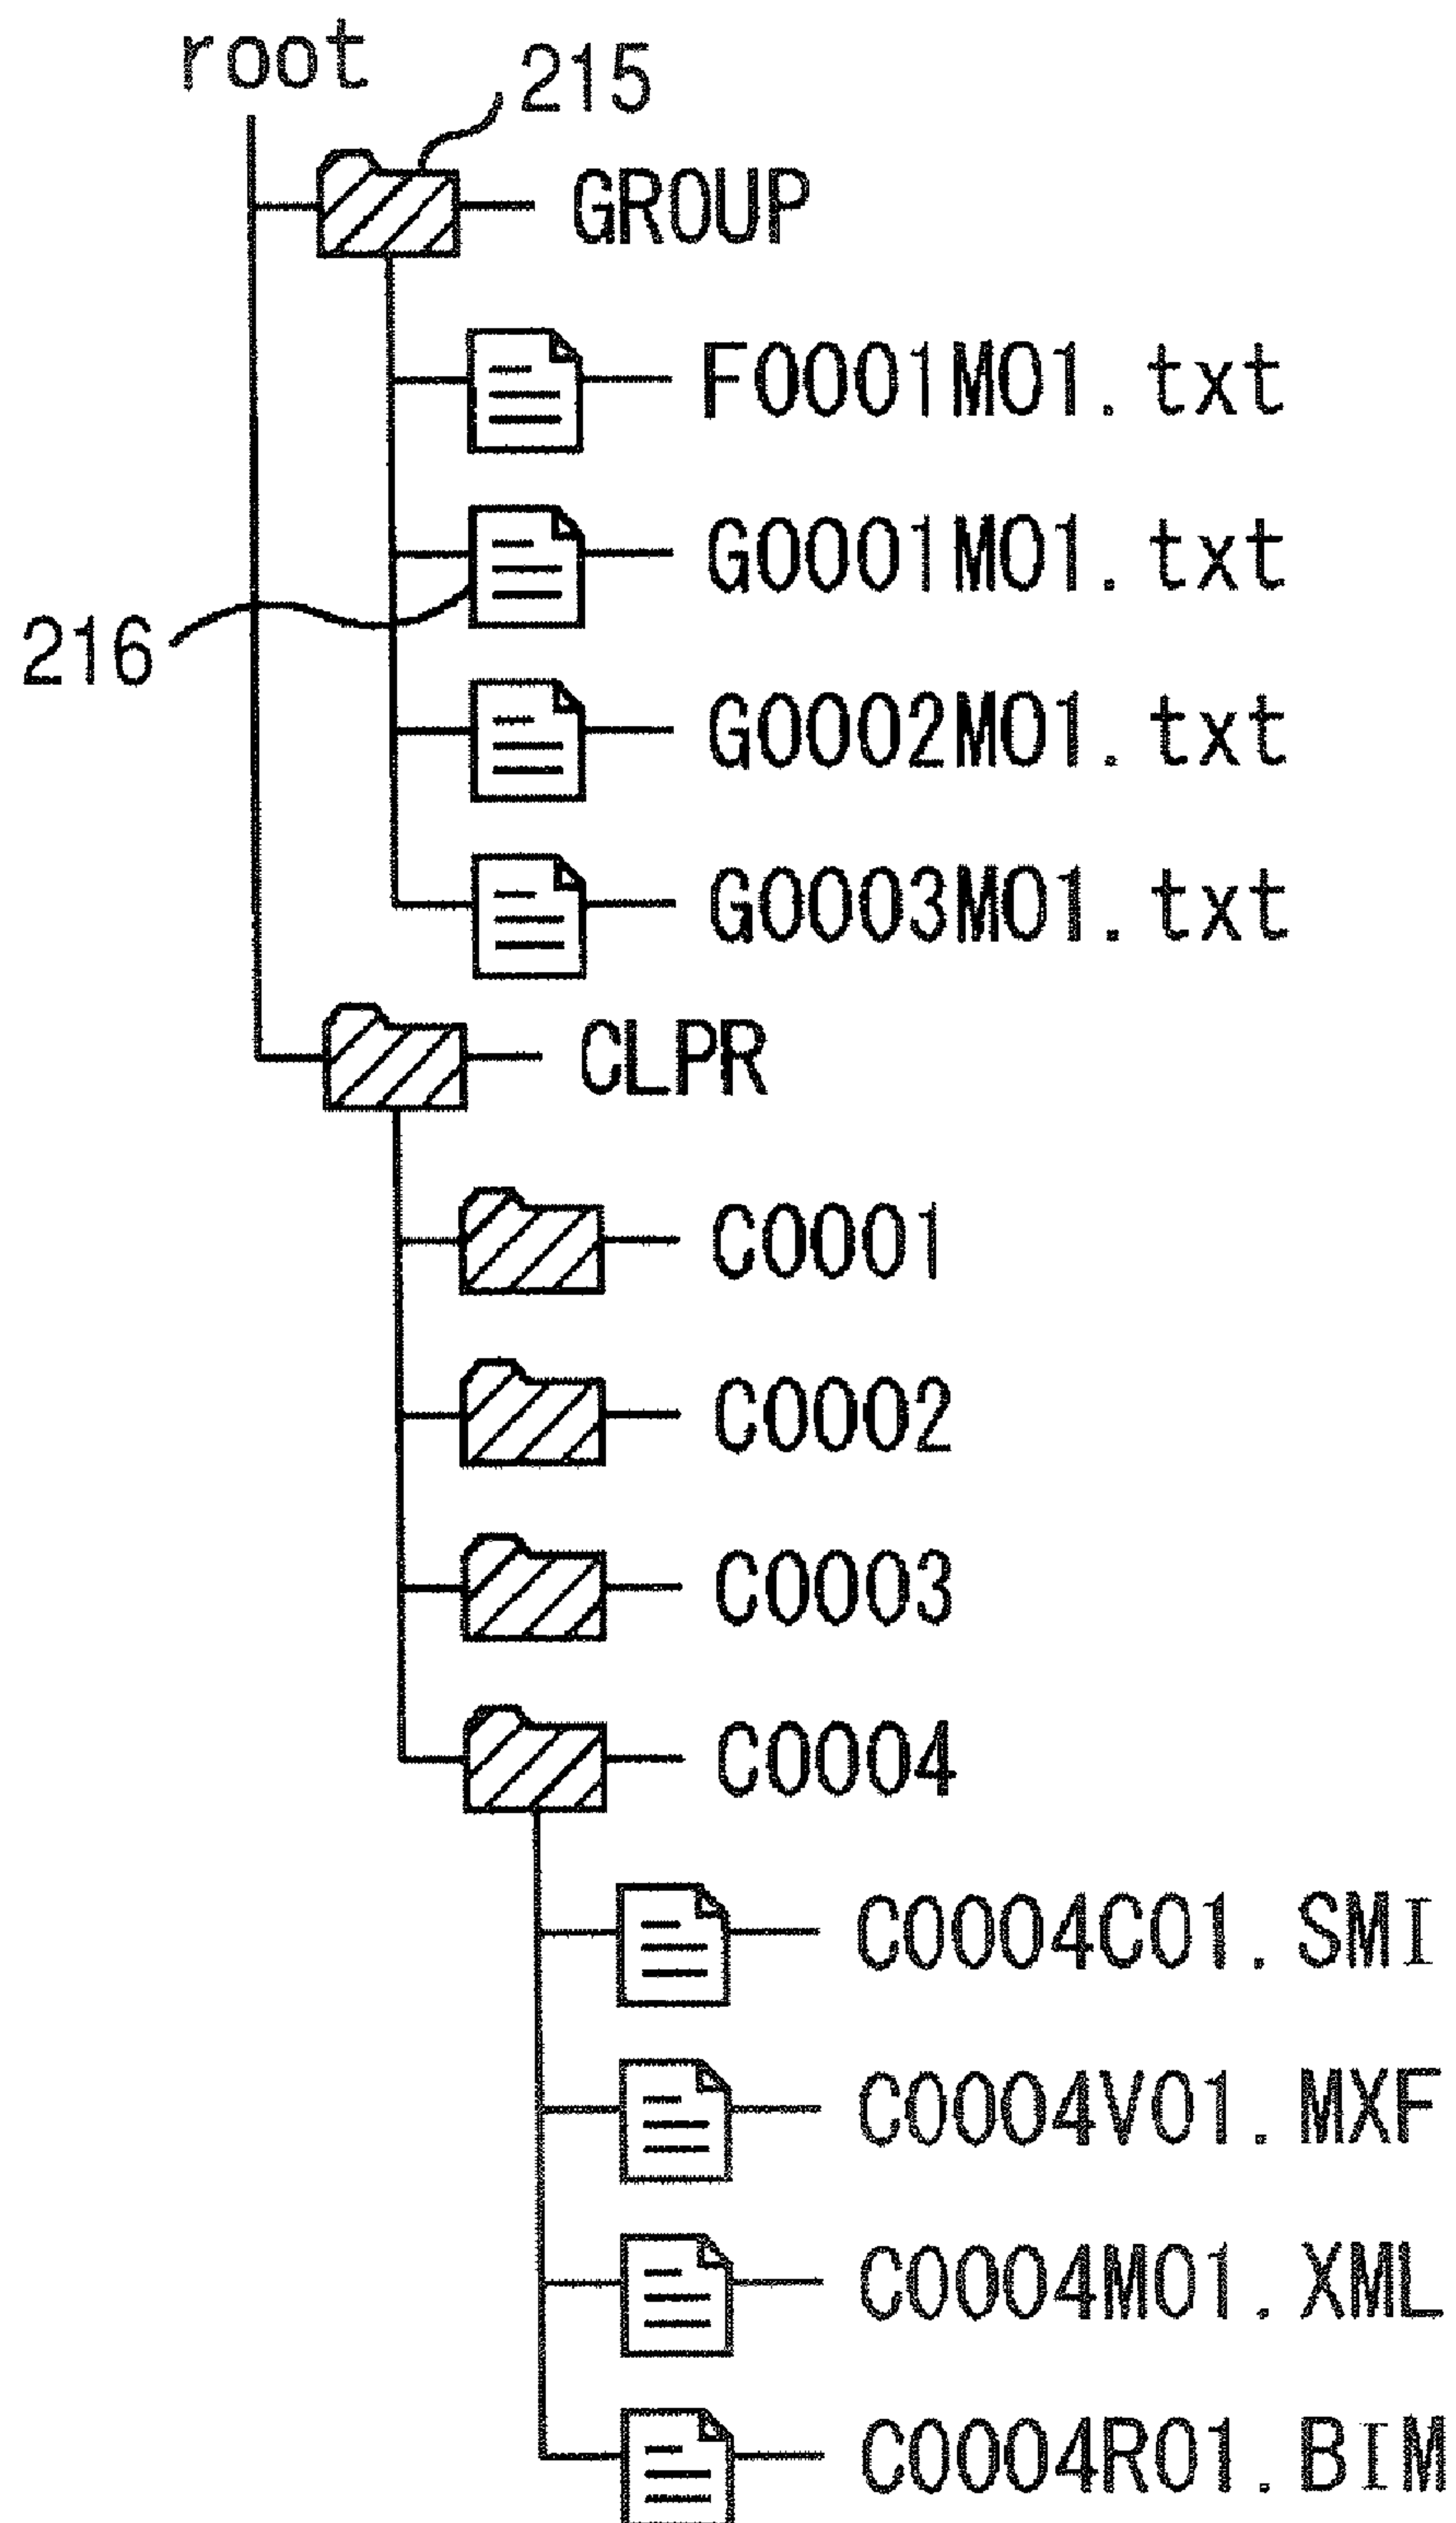 root
215
GROUP
F0001M01.txt
G0001M01.txt
216
G0002M01.txt
G0003M01.txt
CLPR
C0001
C0002
C0003
C0004
C0004C01.SMI
C0004V01.MXF
C0004M01.XML
C0004R01.BIM